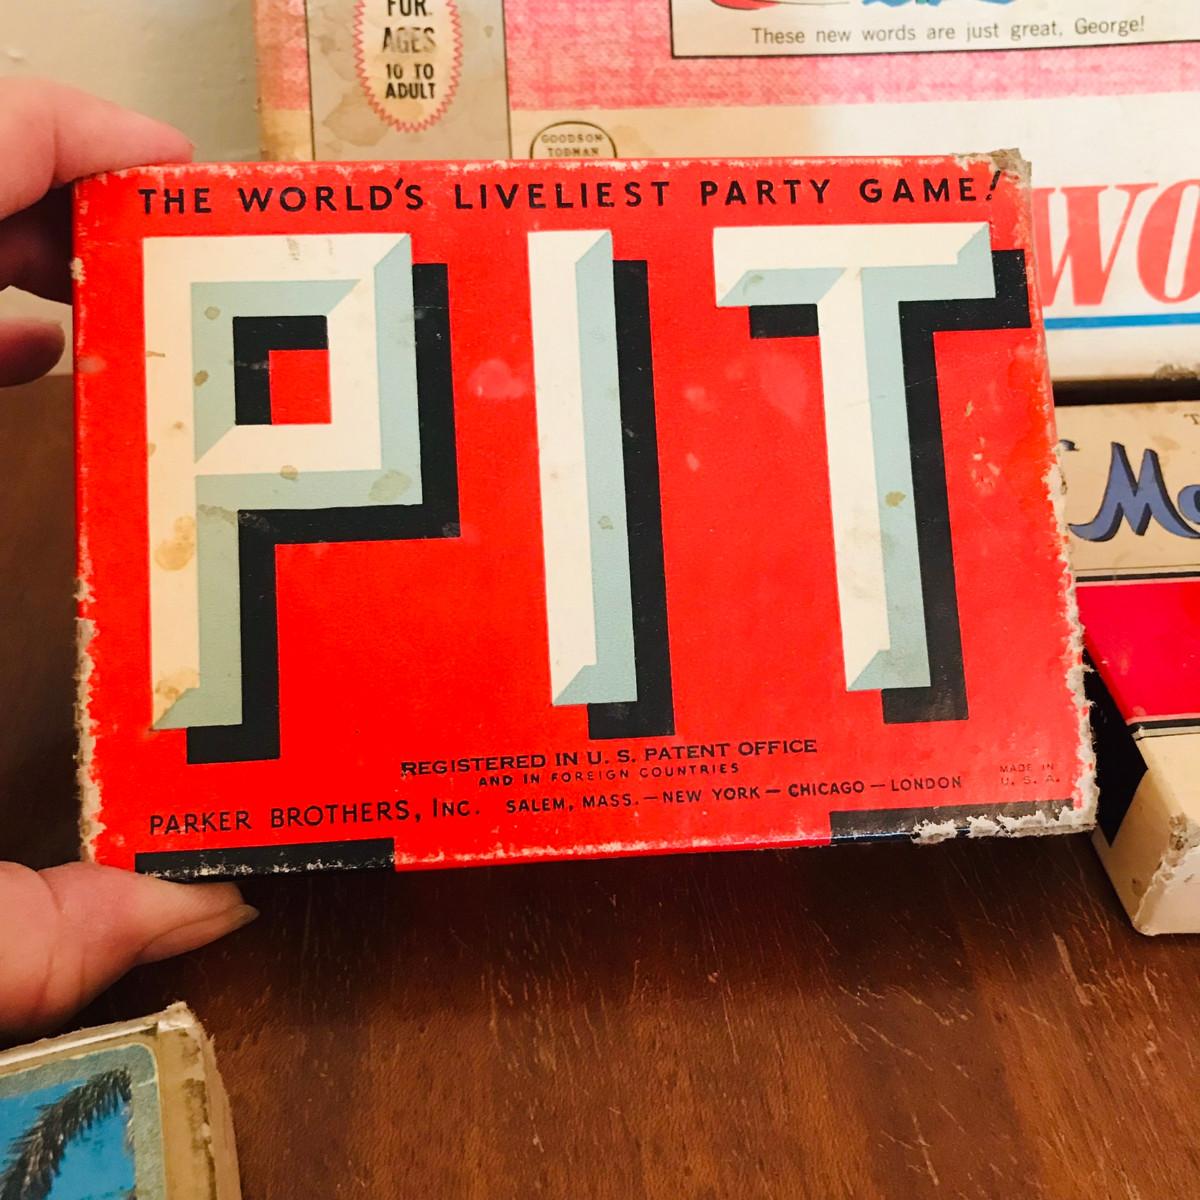 FOR
AGES
10 TO
ADULT
These new words are just great, George!
GOODSON
TODMAN
THE WORLD'S LIVELIEST PARTY GAME!
PIT
REGISTERED IN U. S. PATENT OFFICE
AND IN FOREIGN COUNTRIES
PARKER BROTHERS, INC. SALEM, MASS. — NEW YORK — CHICAGO — LONDON
MADE IN
U. S. A.